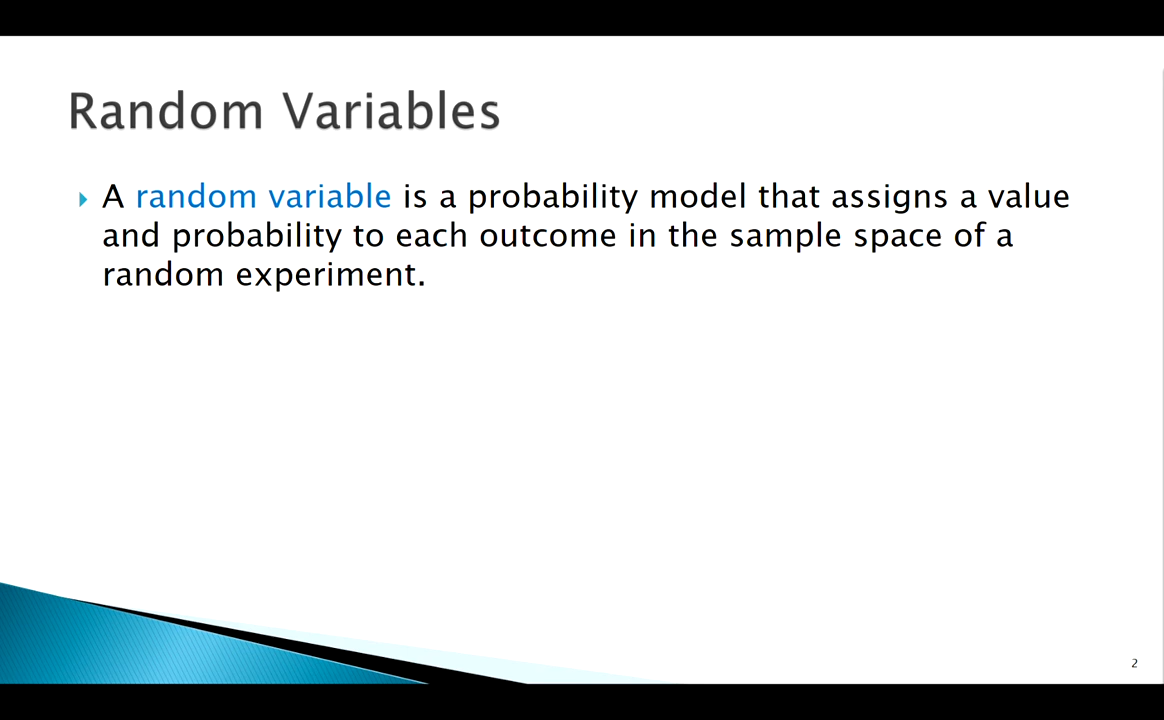 Random Variables
A random variable is a probability model that assigns a value
and probability to each outcome in the sample space of a
random experiment.
2